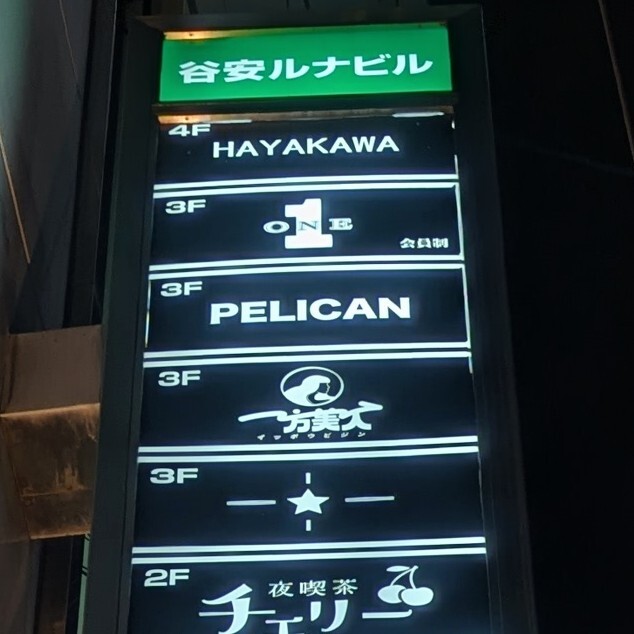 谷安ルナビル
4F
HAYAKAWA
3F
1
ONE
会員制
3F
PELICAN
3F
一方美人
イッポウビジン
3F
2F
夜喫茶
チェリー